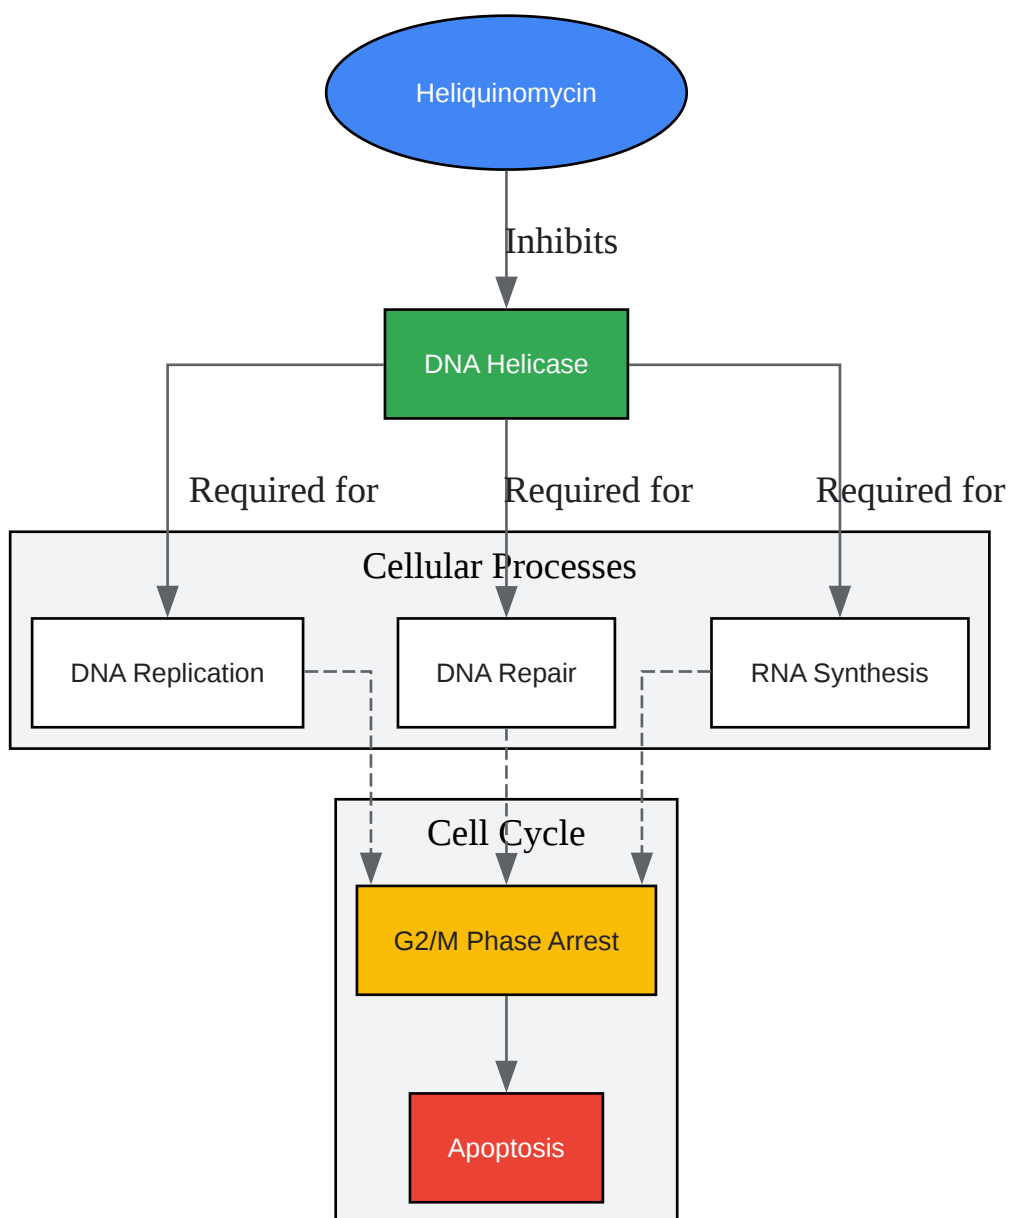 Heliquinomycin
Inhibits
DNA Helicase
Required for
Required for
Required for
Cellular Processes
DNA Replication
DNA Repair
RNA Synthesis
Cell Cycle
G2/M Phase Arrest
Apoptosis